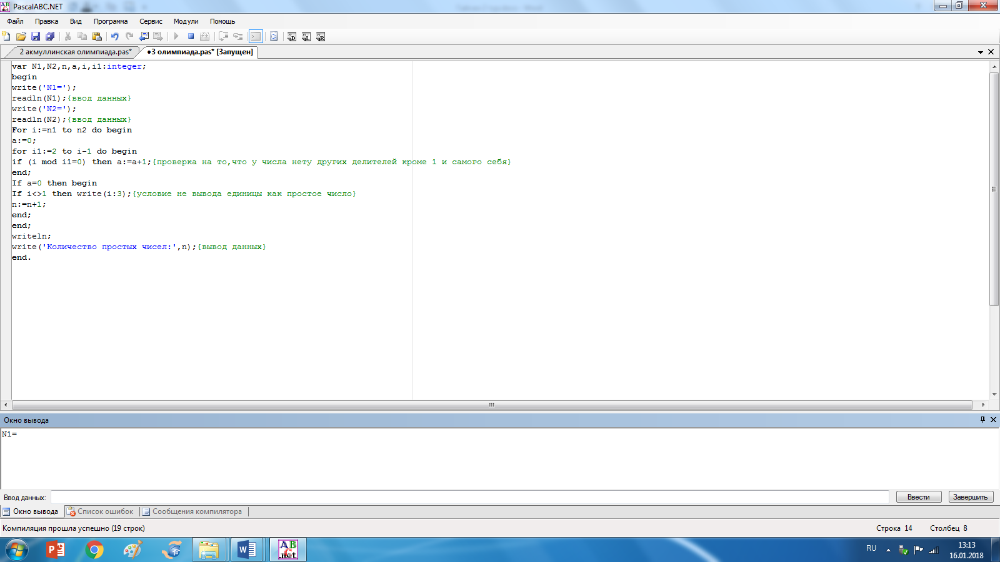 PascalABC.NET
Файл Правка Вид Программа Сервис Модули Помощь
2 акмуллинская олимпиада.pas* •3 олимпиада.pas* [Запущен]
var N1,N2,n,a,i,i1:integer;
begin
write('N1=');
readln(N1);{ввод данных}
write('N2=');
readln(N2);{ввод данных}
For i:=n1 to n2 do begin
a:=0;
for i1:=2 to i-1 do begin
if (i mod i1=0) then a:=a+1;{проверка на то,что у числа нету других делителей кроме 1 и самого себя}
end;
If a=0 then begin
If i<>1 then write(i:3);{условие не вывода единицы как простое число}
n:=n+1;
end;
end;
writeln;
write('Количество простых чисел:',n);{вывод данных}
end.
Окно вывода
N1=
Ввод данных: Ввести Завершить
Окно вывода Список ошибок Сообщения компилятора
Компиляция прошла успешно (19 строк) Строка 14 Столбец 8
RU 13:13
16.01.2018